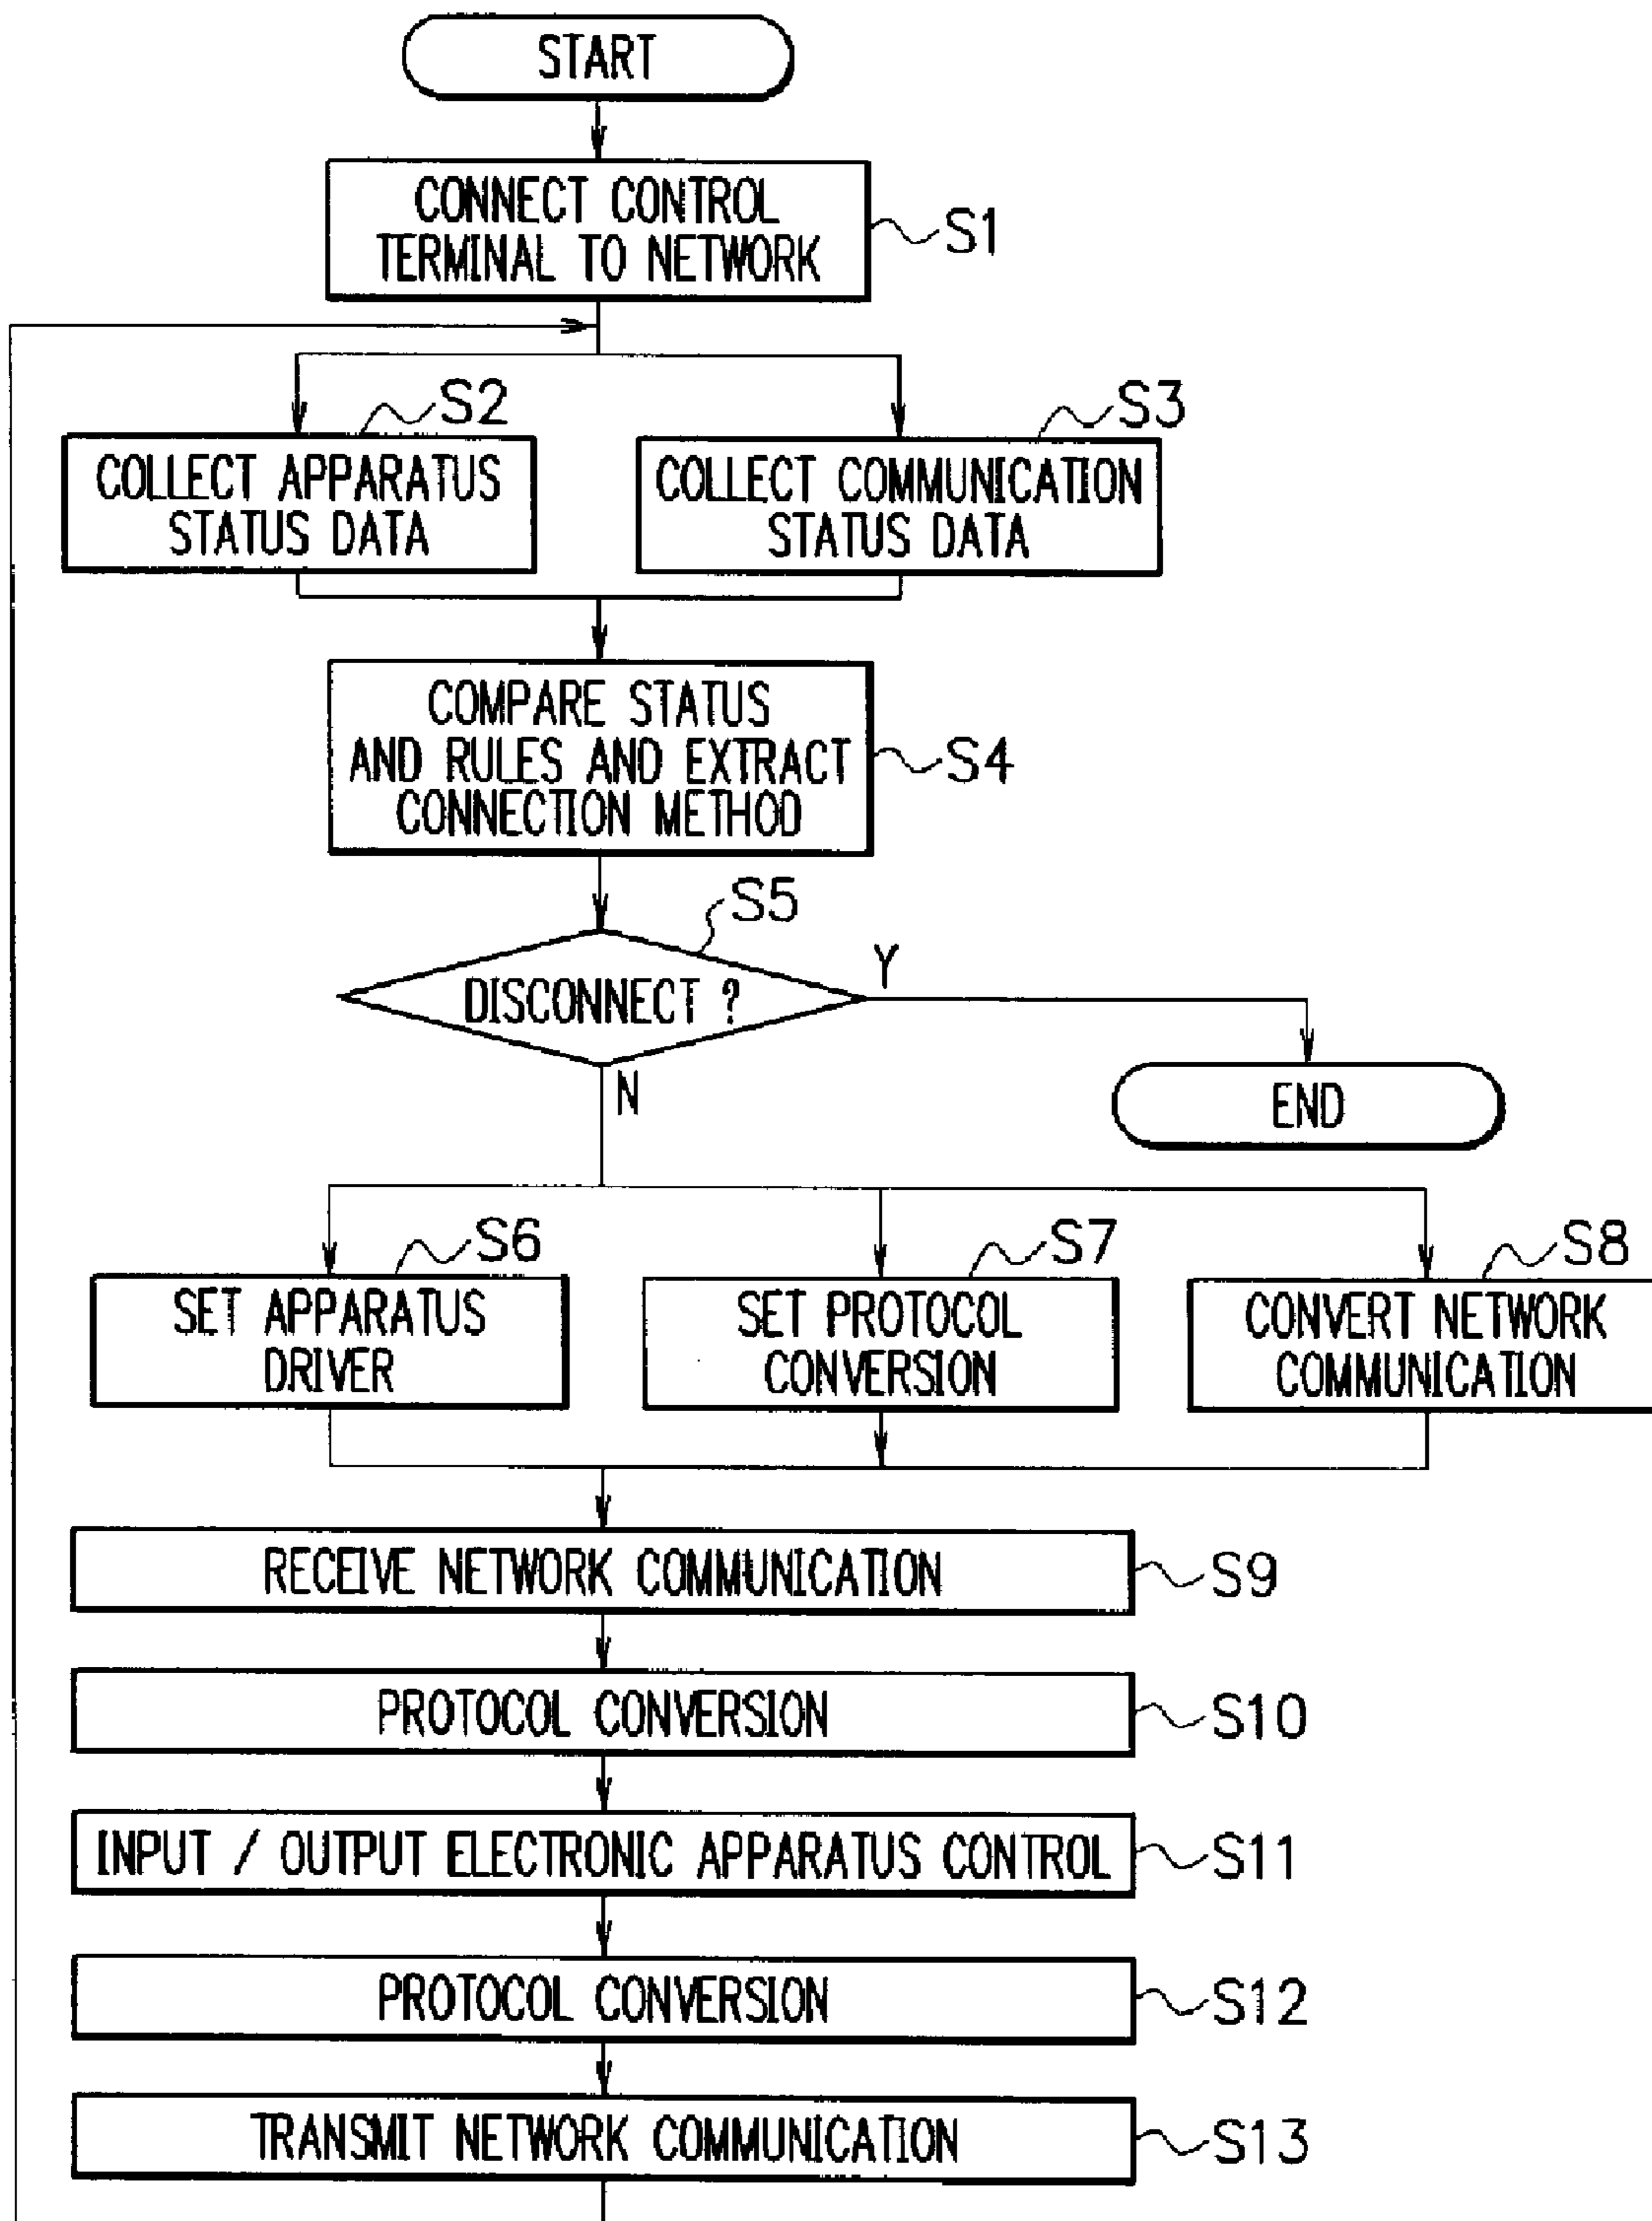 START
CONNECT CONTROL
TERMINAL TO NETWORK
S1
S2
S3
COLLECT APPARATUS
STATUS DATA
COLLECT COMMUNICATION
STATUS DATA
COMPARE STATUS
AND RULES AND EXTRACT
CONNECTION METHOD
S4
S5
DISCONNECT ?
Y
N
END
S6
S7
S8
SET APPARATUS
DRIVER
SET PROTOCOL
CONVERSION
CONVERT NETWORK
COMMUNICATION
RECEIVE NETWORK COMMUNICATION
S9
PROTOCOL CONVERSION
S10
INPUT / OUTPUT ELECTRONIC APPARATUS CONTROL
S11
PROTOCOL CONVERSION
S12
TRANSMIT NETWORK COMMUNICATION
S13